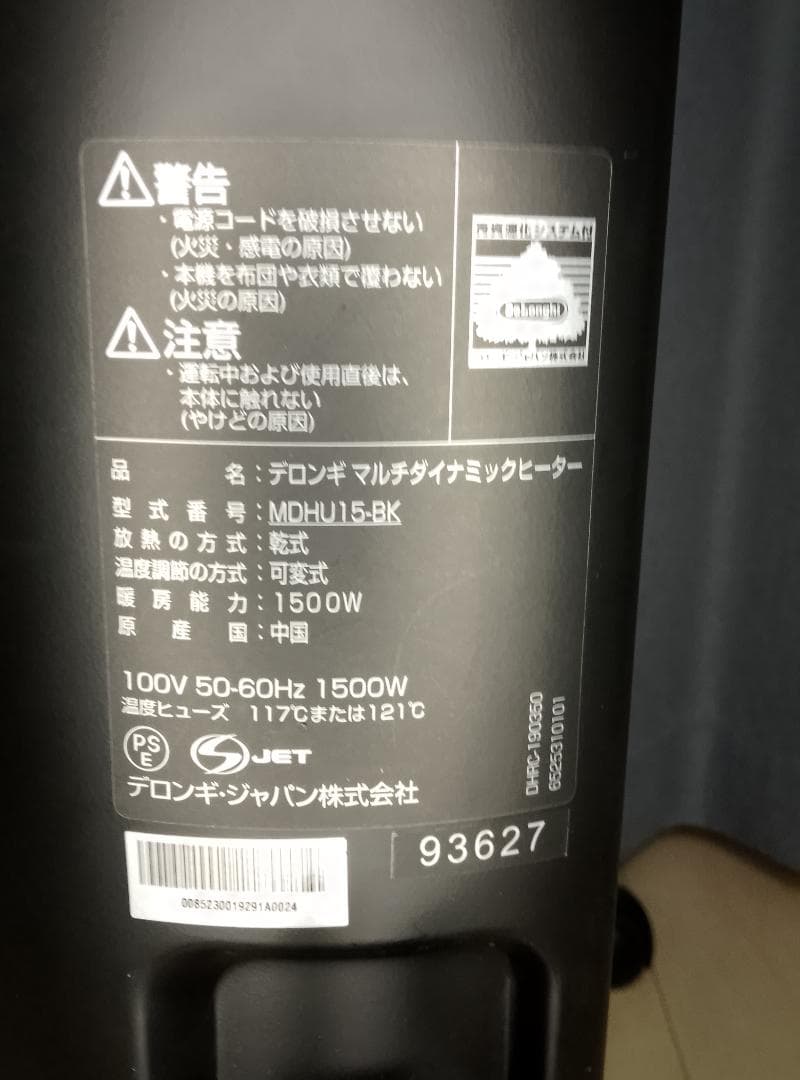 警告
・電源コードを破損させない
(火災・感電の原因)
・本機を布団や衣類で覆わない
(火災の原因)
注意
・運転中および使用直後は、
本体に触れない
(やけどの原因)
DeLonghi
品名：デロンギ マルチダイナミックヒーター
型式番号：MDHU15-BK
放熱の方式：乾式
温度調節の方式：可変式
暖房能力：1500W
原産国：中国
100V 50-60Hz 1500W
温度ヒューズ 117℃または121℃
PS
E
JET
デロンギ・ジャパン株式会社
DHRC-190350
6525310101
0085230019291A0024
93627